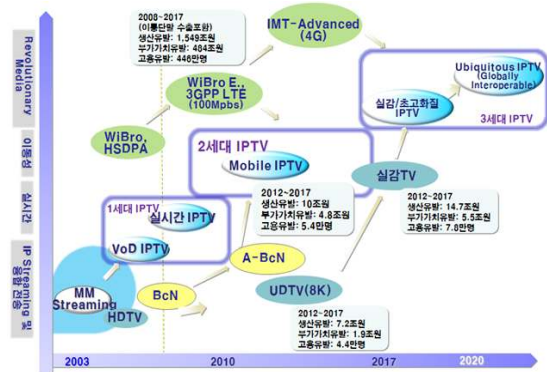 Revolutionary
Media
이동성
실시간
IP Streaming 및
융합 전송
2008~2017
(이동단말 수출포함)
생산유발: 1,549조원
부가가치유발: 484조원
고용유발: 446만명
IMT-Advanced
(4G)
WiBro E.,
3GPP LTE
(100Mpbs)
WiBro,
HSDPA
Ubiquitous IPTV
(Globally
Interoperable)
실감/초고화질
IPTV
3세대 IPTV
2세대 IPTV
Mobile IPTV
실감TV
1세대 IPTV
실시간 IPTV
VoD IPTV
2012~2017
생산유발: 10조원
부가가치유발: 4.8조원
고용유발: 5.4만명
2012~2017
생산유발: 14.7조원
부가가치유발: 5.5조원
고용유발: 7.8만명
A-BcN
MM
Streaming
HDTV
BcN
UDTV(8K)
2012~2017
생산유발: 7.2조원
부가가치유발: 1.9조원
고용유발: 4.4만명
2003
2010
2017
2020